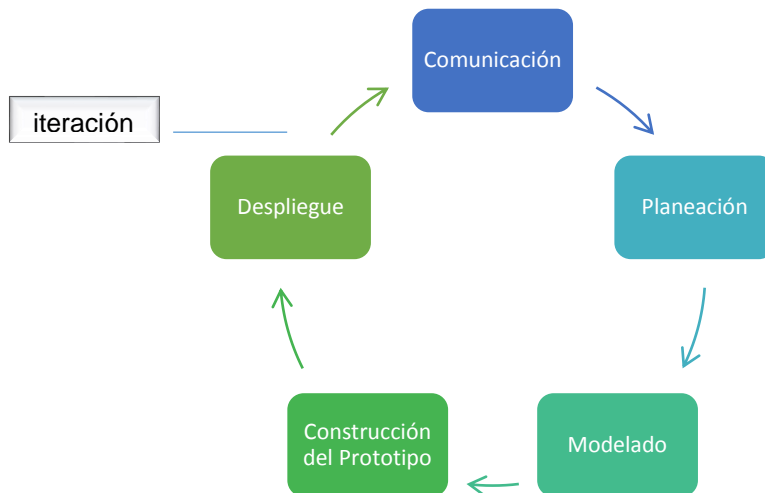 Comunicación
iteración
Despliegue
Planeación
Construcción
del Prototipo
Modelado